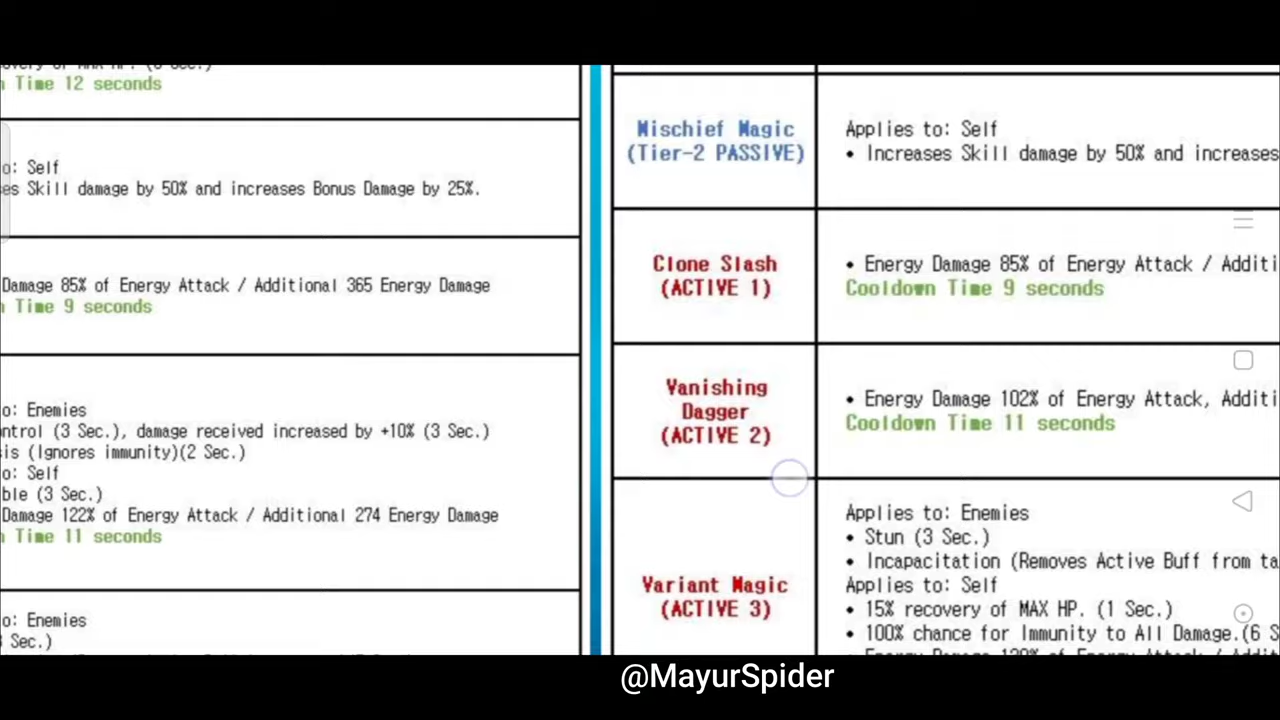 Time 12 seconds
o: Self
es Skill damage by 50% and increases Bonus Damage by 25%.
Damage 85% of Energy Attack / Additional 365 Energy Damage
Time 9 seconds
o: Enemies
ntrol (3 Sec.), damage received increased by +10% (3 Sec.)
sis (Ignores immunity)(2 Sec.)
o: Self
ble (3 Sec.)
Damage 122% of Energy Attack / Additional 274 Energy Damage
Time 11 seconds
o: Enemies
Sec.)
Mischief Magic
(Tier-2 PASSIVE)
Applies to: Self
• Increases Skill damage by 50% and increases
Clone Slash
(ACTIVE 1)
• Energy Damage 85% of Energy Attack / Additi
Cooldown Time 9 seconds
Vanishing
Dagger
(ACTIVE 2)
• Energy Damage 102% of Energy Attack, Additi
Cooldown Time 11 seconds
Variant Magic
(ACTIVE 3)
Applies to: Enemies
• Stun (3 Sec.)
• Incapacitation (Removes Active Buff from ta
Applies to: Self
• 15% recovery of MAX HP. (1 Sec.)
• 100% chance for Immunity to All Damage.(6 S
@MayurSpider